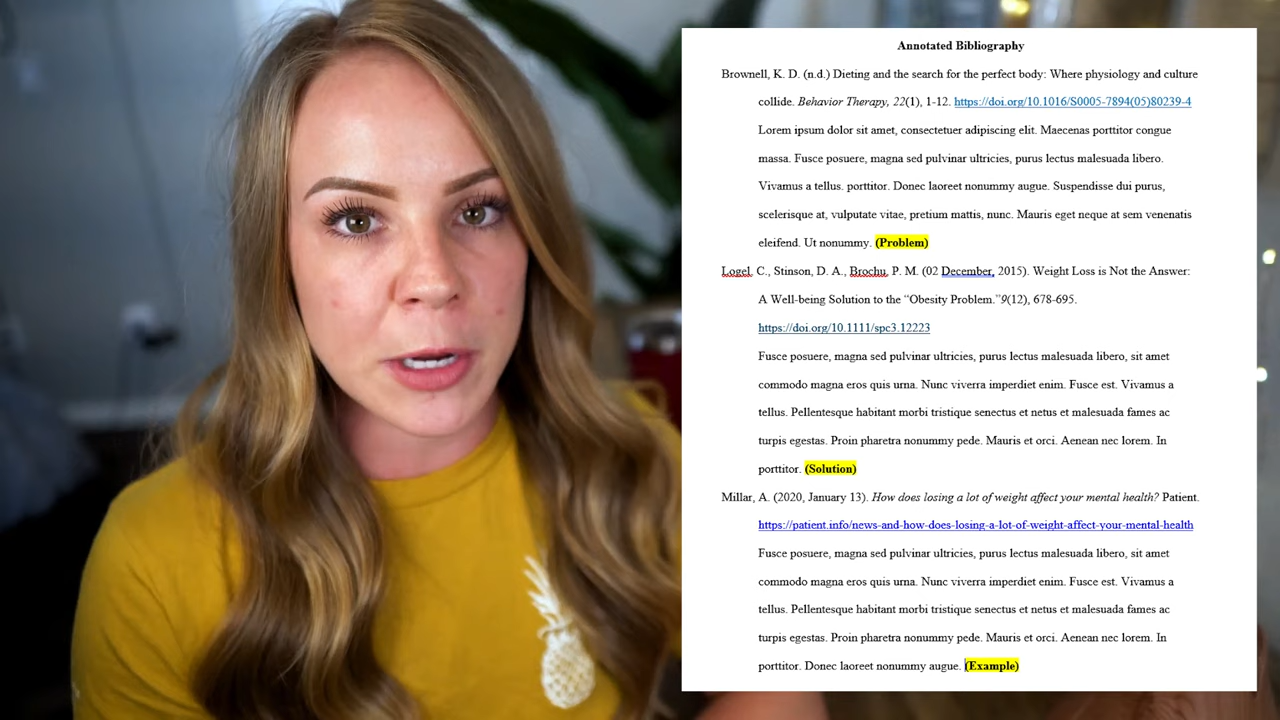 Annotated Bibliography
Brownell, K. D. (n.d.) Dieting and the search for the perfect body: Where physiology and culture
collide. Behavior Therapy, 22(1), 1-12. https://doi.org/10.1016/S0005-7894(05)80239-4
Lorem ipsum dolor sit amet, consectetuer adipiscing elit. Maecenas porttitor congue
massa. Fusce posuere, magna sed pulvinar ultricies, purus lectus malesuada libero.
Vivamus a tellus. porttitor. Donec laoreet nonummy augue. Suspendisse dui purus,
scelerisque at, vulputate vitae, pretium mattis, nunc. Mauris eget neque at sem venenatis
eleifend. Ut nonummy. (Problem)
Logel, C., Stinson, D. A., Brochu, P. M. (02 December, 2015). Weight Loss is Not the Answer:
A Well-being Solution to the “Obesity Problem.”9(12), 678-695.
https://doi.org/10.1111/spc3.12223
Fusce posuere, magna sed pulvinar ultricies, purus lectus malesuada libero, sit amet
commodo magna eros quis urna. Nunc viverra imperdiet enim. Fusce est. Vivamus a
tellus. Pellentesque habitant morbi tristique senectus et netus et malesuada fames ac
turpis egestas. Proin pharetra nonummy pede. Mauris et orci. Aenean nec lorem. In
porttitor. (Solution)
Millar, A. (2020, January 13). How does losing a lot of weight affect your mental health? Patient.
https://patient.info/news-and-how-does-losing-a-lot-of-weight-affect-your-mental-health
Fusce posuere, magna sed pulvinar ultricies, purus lectus malesuada libero, sit amet
commodo magna eros quis urna. Nunc viverra imperdiet enim. Fusce est. Vivamus a
tellus. Pellentesque habitant morbi tristique senectus et netus et malesuada fames ac
turpis egestas. Proin pharetra nonummy pede. Mauris et orci. Aenean nec lorem. In
porttitor. Donec laoreet nonummy augue. (Example)